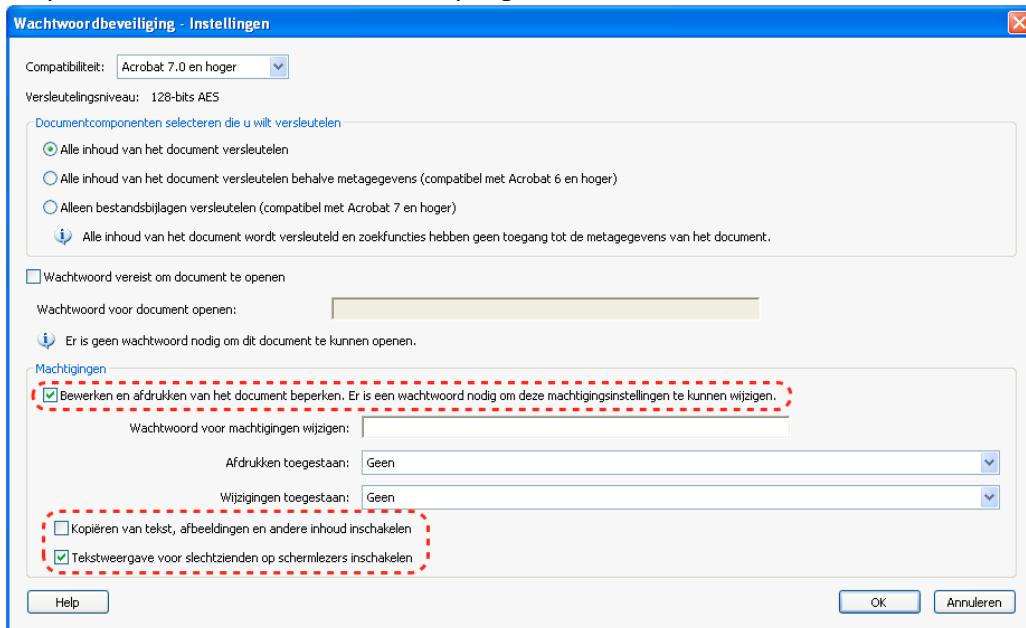 Wachtwoordbeveiliging - Instellingen
Compatibiliteit: Acrobat 7.0 en hoger
Versleutelingsniveau: 128-bits AES
Documentcomponenten selecteren die u wilt versleutelen
Alle inhoud van het document versleutelen
Alle inhoud van het document versleutelen behalve metagegevens (compatibel met Acrobat 6 en hoger)
Alleen bestandsbijlagen versleutelen (compatibel met Acrobat 7 en hoger)
Alle inhoud van het document wordt versleuteld en zoekfuncties hebben geen toegang tot de metagegevens van het document.
Wachtwoord vereist om document te openen
Wachtwoord voor document openen:
Er is geen wachtwoord nodig om dit document te kunnen openen.
Machtigingen
Bewerken en afdrukken van het document beperken. Er is een wachtwoord nodig om deze machtigingsinstellingen te kunnen wijzigen.
Wachtwoord voor machtigingen wijzigen:
Afdrukken toegestaan: Geen
Wijzigingen toegestaan: Geen
Kopiëren van tekst, afbeeldingen en andere inhoud inschakelen
Tekstweergave voor slechtzienden op schermlezers inschakelen
Help OK Annuleren